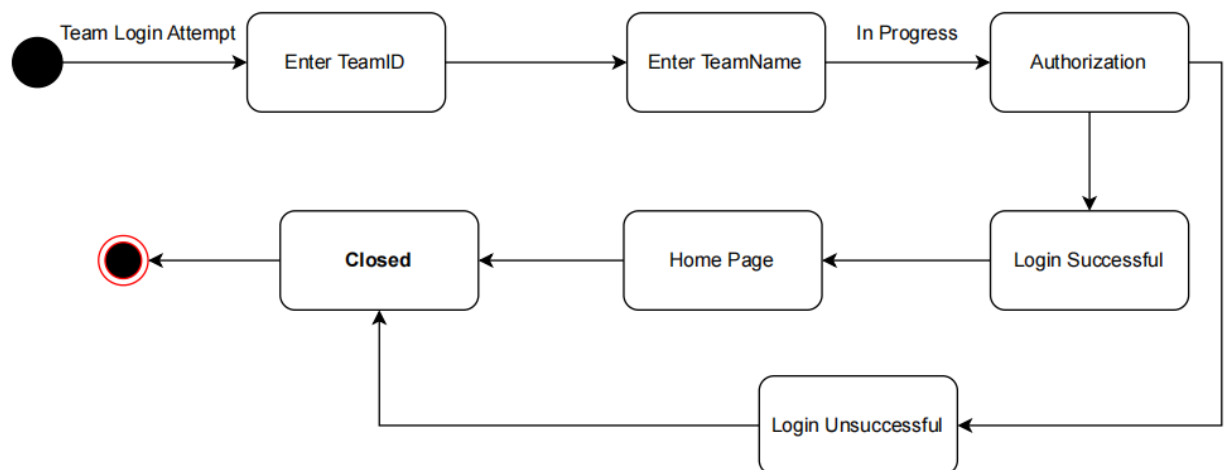 Team Login Attempt
Enter TeamID
Enter TeamName
In Progress
Authorization
Closed
Home Page
Login Successful
Login Unsuccessful